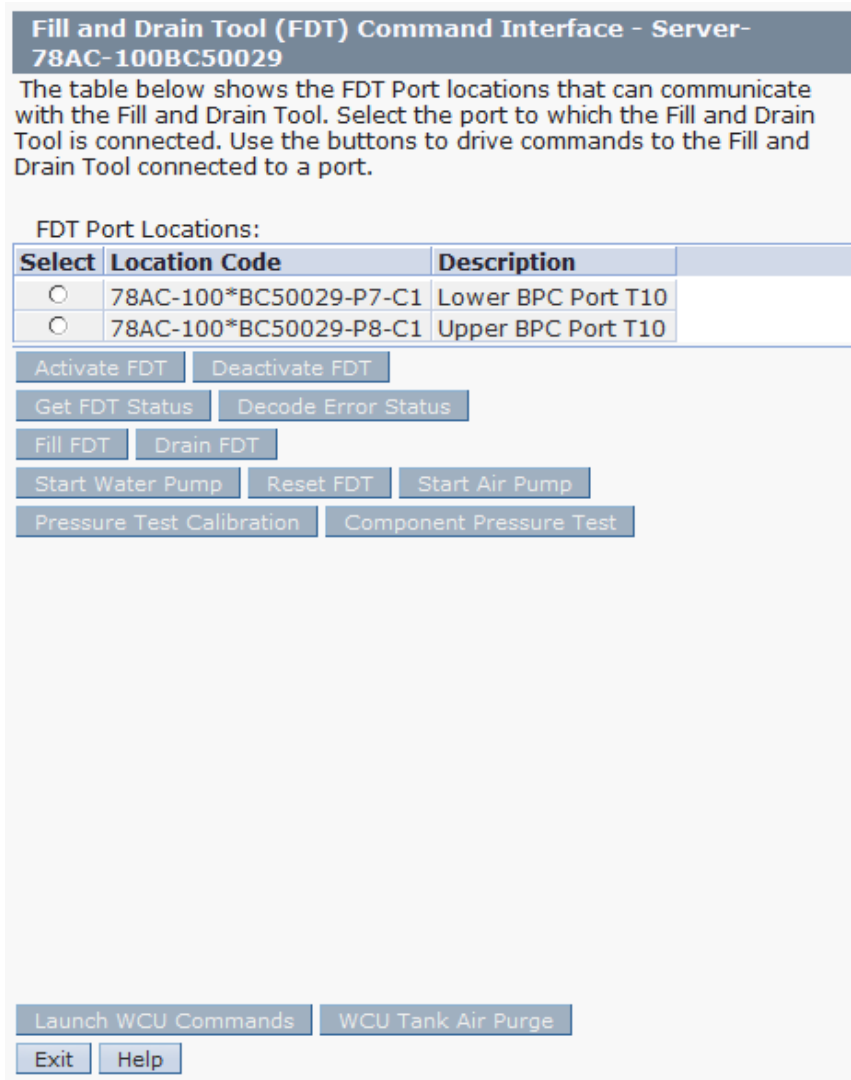 Fill and Drain Tool (FDT) Command Interface - Server-
78AC-100BC50029
The table below shows the FDT Port locations that can communicate
with the Fill and Drain Tool. Select the port to which the Fill and Drain
Tool is connected. Use the buttons to drive commands to the Fill and
Drain Tool connected to a port.
FDT Port Locations:
Select Location Code Description
78AC-100*BC50029-P7-C1 Lower BPC Port T10
78AC-100*BC50029-P8-C1 Upper BPC Port T10
Activate FDT Deactivate FDT
Get FDT Status Decode Error Status
Fill FDT Drain FDT
Start Water Pump Reset FDT Start Air Pump
Pressure Test Calibration Component Pressure Test
Launch WCU Commands WCU Tank Air Purge
Exit Help